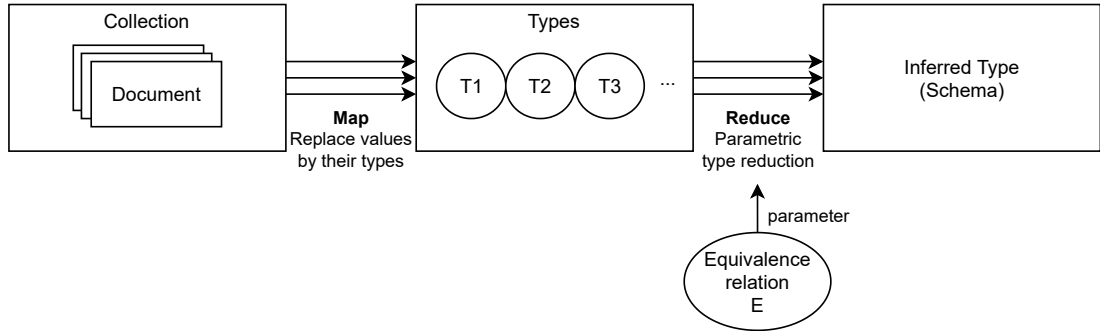 Collection
Document
Map
Replace values
by their types
Types
T1 T2 T3 ...
Reduce
Parametric
type reduction
Inferred Type
(Schema)
parameter
Equivalence
relation
E